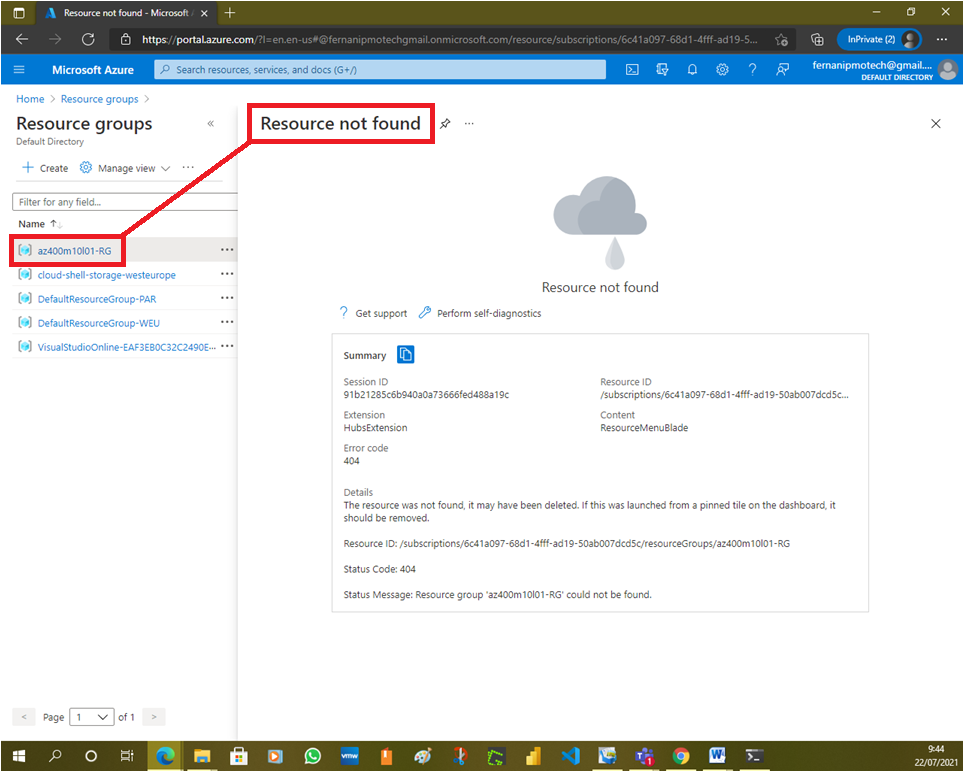 Resource not found - Microsoft A
https://portal.azure.com/?l=en.en-us#@fernanipmotechgmail.onmicrosoft.com/resource/subscriptions/6c41a097-68d1-4fff-ad19-5...
InPrivate (2)
Microsoft Azure
Search resources, services, and docs (G+/)
fernanipmotech@gmail....
DEFAULT DIRECTORY
Home > Resource groups >
Resource groups
Default Directory
Create
Manage view
Filter for any field...
Name
az400m10l01-RG
cloud-shell-storage-westeurope
DefaultResourceGroup-PAR
DefaultResourceGroup-WEU
VisualStudioOnline-EAF3EB0C32C2490E...
< Page 1 of 1 >
Resource not found
Resource not found
Get support
Perform self-diagnostics
Summary
Session ID
91b21285c6b940a0a73666fed488a19c
Resource ID
/subscriptions/6c41a097-68d1-4fff-ad19-50ab007dcd5c...
Extension
HubsExtension
Content
ResourceMenuBlade
Error code
404
Details
The resource was not found, it may have been deleted. If this was launched from a pinned tile on the dashboard, it
should be removed.
Resource ID: /subscriptions/6c41a097-68d1-4fff-ad19-50ab007dcd5c/resourceGroups/az400m10l01-RG
Status Code: 404
Status Message: Resource group 'az400m10l01-RG' could not be found.
vmw
9:44
22/07/2021